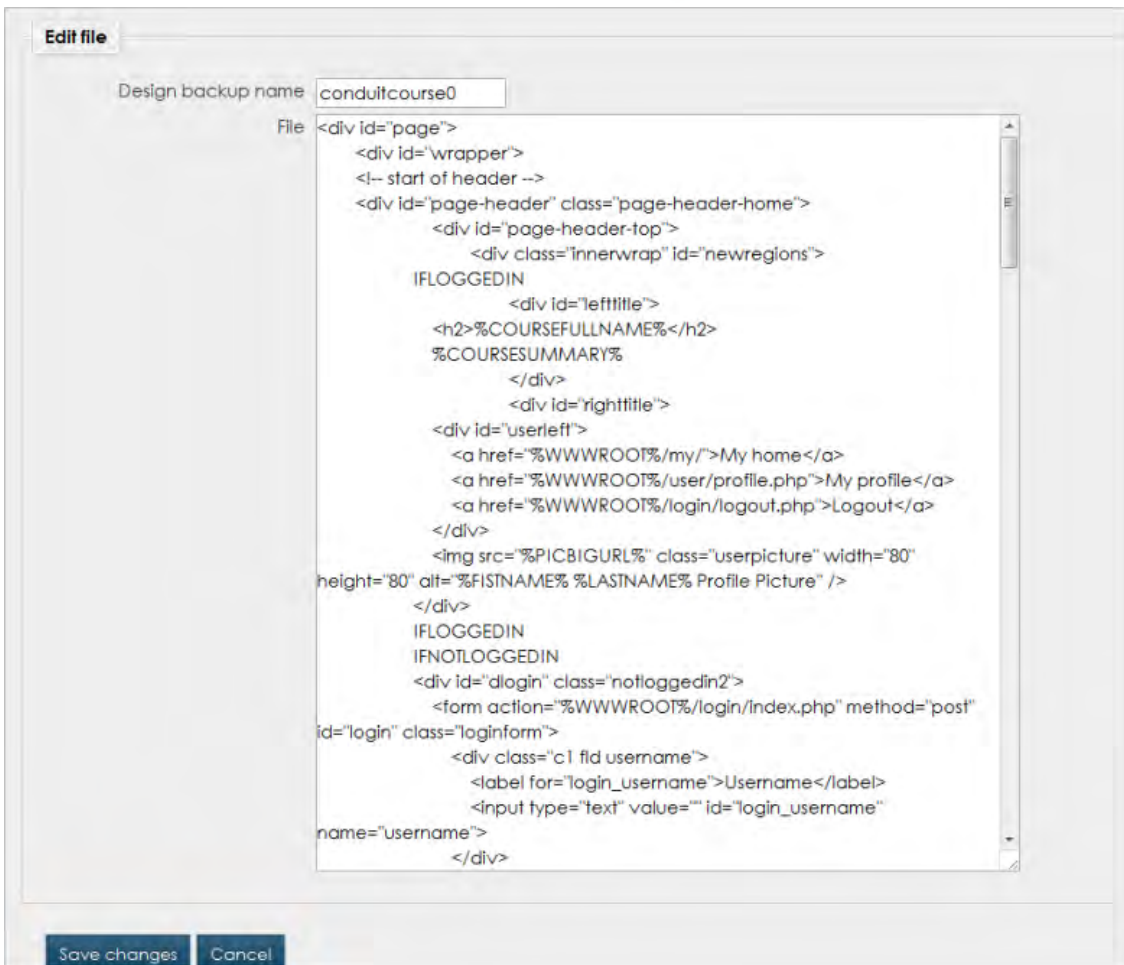 Edit file
Design backup name conduitcourse0
File <div id="page">
<div id="wrapper">
<!-- start of header -->
<div id="page-header" class="page-header-home">
<div id="page-header-top">
<div class="innerwrap" id="newregions">
IFLOGGEDIN
<div id="lefttitle">
<h2>%COURSEFULLNAME%</h2>
%COURSESUMMARY%
</div>
<div id="righttitle">
<div id="userleft">
<a href="%WWWROOT%/my/">My home</a>
<a href="%WWWROOT%/user/profile.php">My profile</a>
<a href="%WWWROOT%/login/logout.php">Logout</a>
</div>
<img src="%PICBIGURL%" class="userpicture" width="80"
height="80" alt="%FISTNAME% %LASTNAME% Profile Picture" />
</div>
IFLOGGEDIN
IFNOTLOGGEDIN
<div id="dlogin" class="notloggedin2">
<form action="%WWWROOT%/login/index.php" method="post"
id="login" class="loginform">
<div class="c1 fld username">
<label for="login_username">Username</label>
<input type="text" value="" id="login_username"
name="username">
</div>
Save changes Cancel